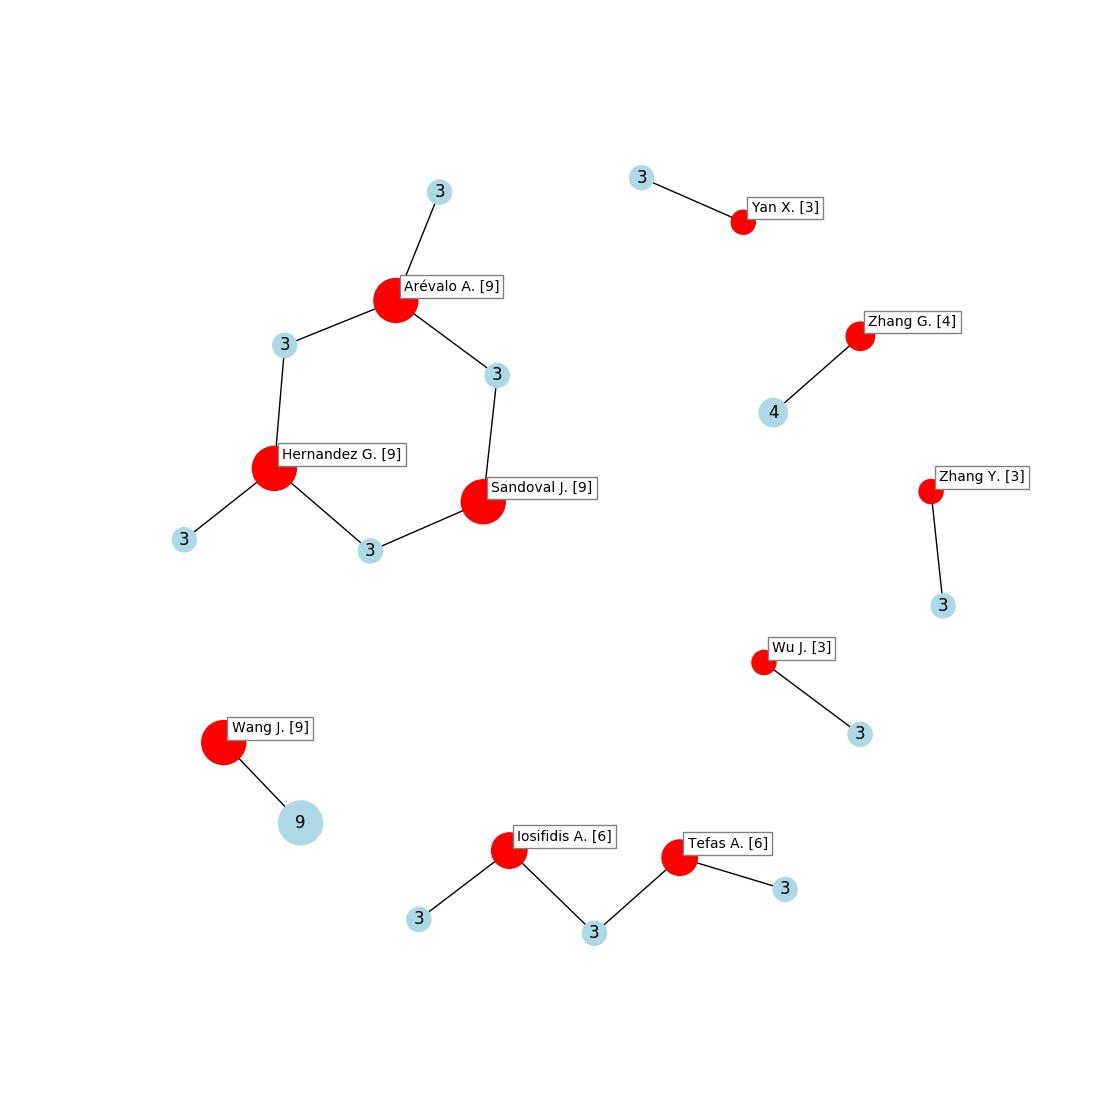 3
3
Yan X. [3]
Arévalo A. [9]
Zhang G. [4]
3
3
4
Hernandez G. [9]
Zhang Y. [3]
Sandoval J. [9]
3
3
3
Wu J. [3]
Wang J. [9]
3
9
Iosifidis A. [6]
Tefas A. [6]
3
3
3